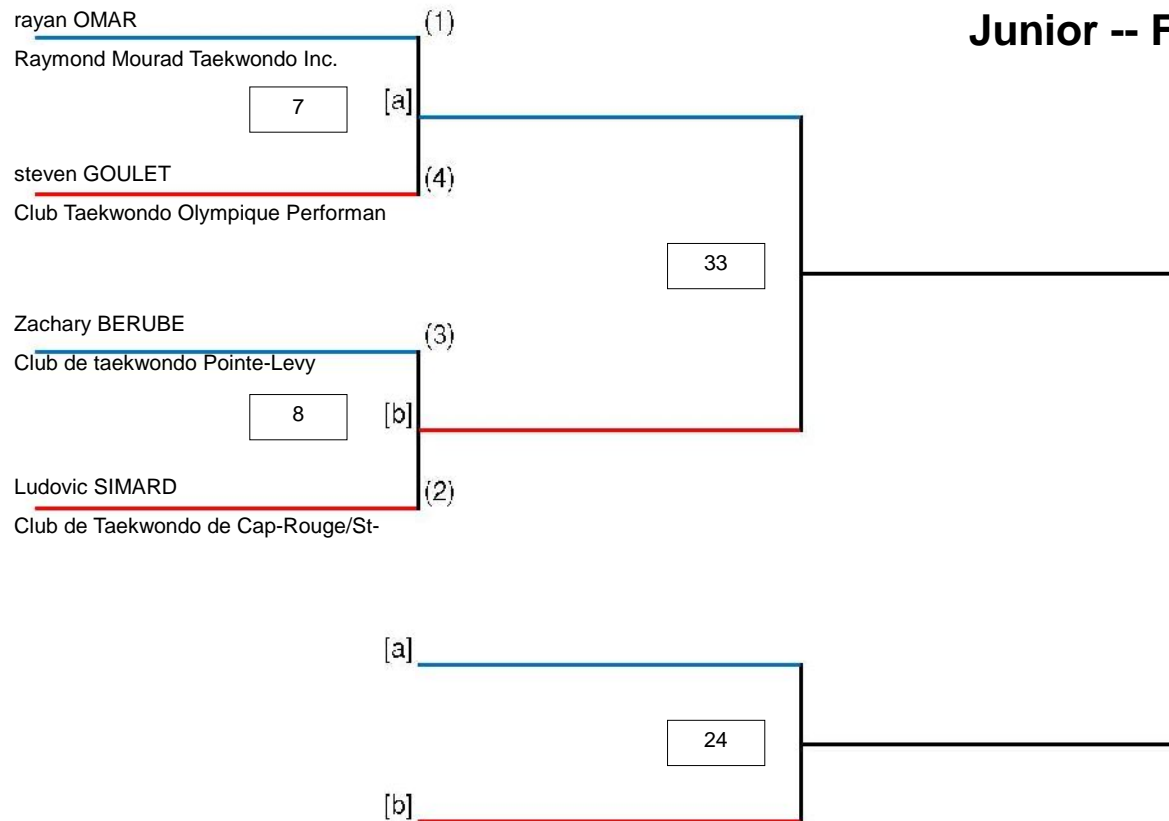 rayan OMAR
(1)
Junior -- F
Raymond Mourad Taekwondo Inc.
7
[a]
steven GOULET
(4)
Club Taekwondo Olympique Performan
33
Zachary BERUBE
(3)
Club de taekwondo Pointe-Levy
8
[b]
Ludovic SIMARD
(2)
Club de Taekwondo de Cap-Rouge/St-
[a]
24
[b]